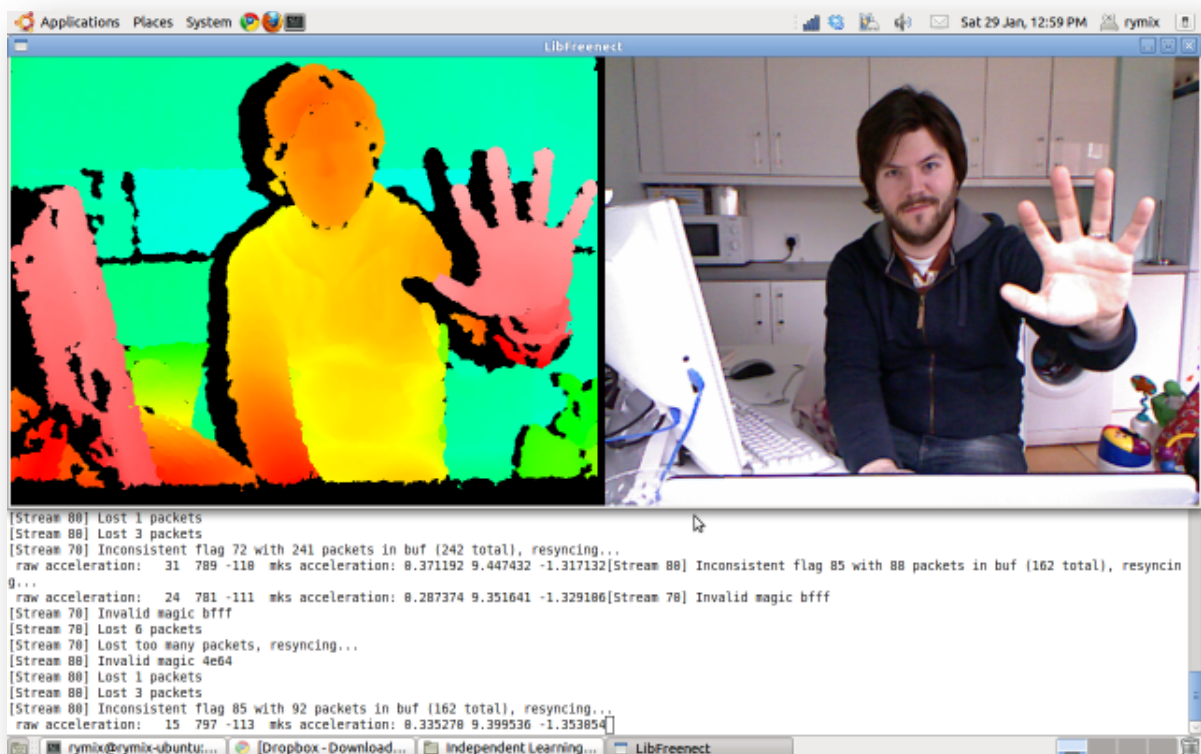 Applications Places System Sat 29 Jan, 12:59 PM rymix
LibFreenect
[Stream 80] Lost 1 packets
[Stream 80] Lost 3 packets
[Stream 70] Inconsistent flag 72 with 241 packets in buf (242 total), resyncing...
raw acceleration: 31 789 -110 mks acceleration: 0.371192 9.447432 -1.317132[Stream 80] Inconsistent flag 85 with 88 packets in buf (162 total), resyncin
g...
raw acceleration: 24 781 -111 mks acceleration: 0.287374 9.351641 -1.329106[Stream 70] Invalid magic bfff
[Stream 70] Invalid magic bfff
[Stream 70] Lost 6 packets
[Stream 70] Lost too many packets, resyncing...
[Stream 80] Invalid magic 4e64
[Stream 80] Lost 1 packets
[Stream 80] Lost 3 packets
[Stream 80] Inconsistent flag 85 with 92 packets in buf (162 total), resyncing...
raw acceleration: 15 797 -113 mks acceleration: 0.335270 9.399536 -1.353054
rymix@rymix-ubuntu:... [Dropbox - Download... Independent Learning... LibFreenect